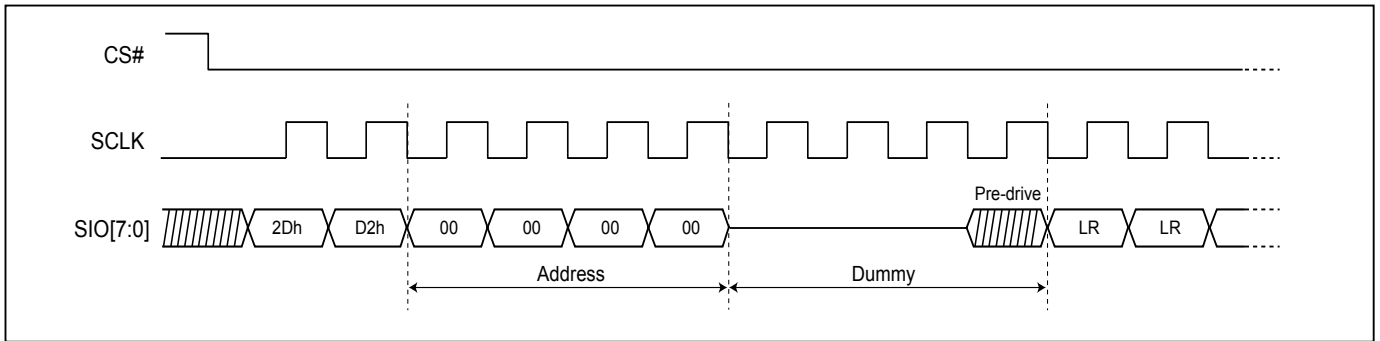 CS#
SCLK
Pre-drive
SIO[7:0] 2Dh D2h 00 00 00 00 LR LR
Address Dummy